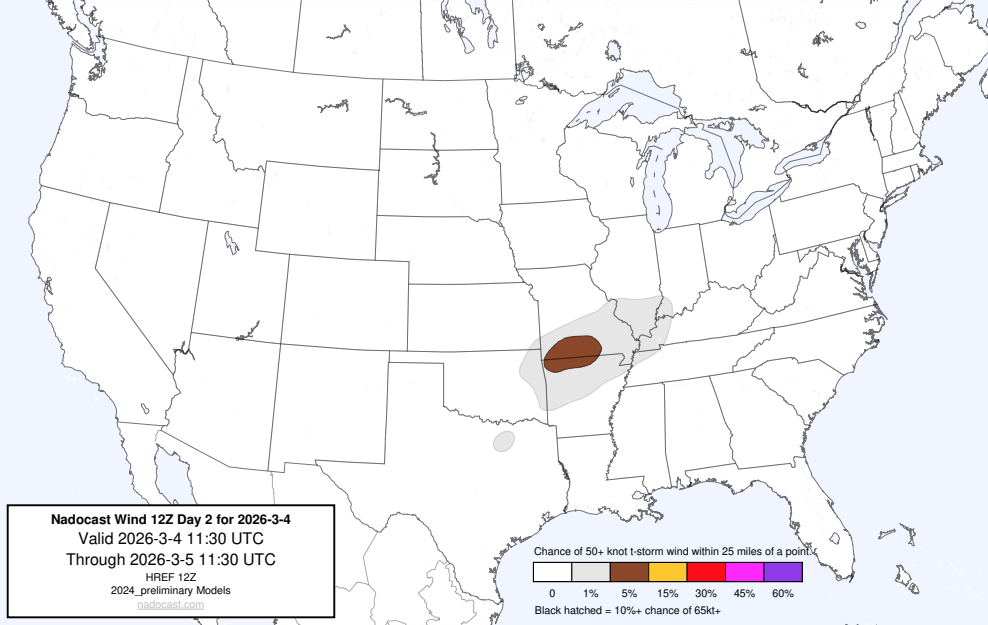 Nadocast Wind 12Z Day 2 for 2026-3-4
Valid 2026-3-4 11:30 UTC
Through 2026-3-5 11:30 UTC
HREF 12Z
2024_preliminary Models
nadocast.com
Chance of 50+ knot t-storm wind within 25 miles of a point.
0 1% 5% 15% 30% 45% 60%
Black hatched = 10%+ chance of 65kt+